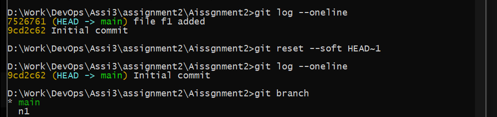 D:\Work\DevOps\Assi3\assignment2\Aissgnment2>git log --oneline
7526761 (HEAD -> main) file f1 added
9cd2c62 Initial commit
D:\Work\DevOps\Assi3\assignment2\Aissgnment2>git reset --soft HEAD~1
D:\Work\DevOps\Assi3\assignment2\Aissgnment2>git log --oneline
9cd2c62 (HEAD -> main) Initial commit
D:\Work\DevOps\Assi3\assignment2\Aissgnment2>git branch
* main
n1